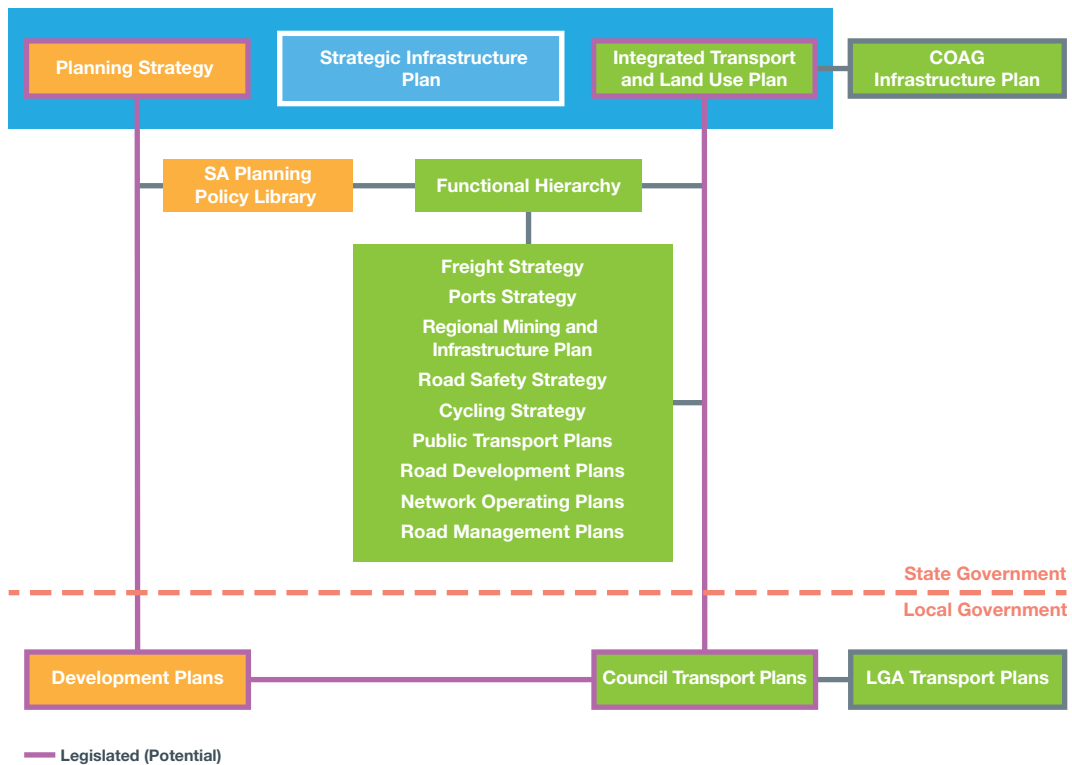 Planning Strategy
Strategic Infrastructure
Plan
Integrated Transport
and Land Use Plan
COAG
Infrastructure Plan
SA Planning
Policy Library
Functional Hierarchy
Freight Strategy
Ports Strategy
Regional Mining and
Infrastructure Plan
Road Safety Strategy
Cycling Strategy
Public Transport Plans
Road Development Plans
Network Operating Plans
Road Management Plans
State Government
Local Government
Development Plans
Council Transport Plans
LGA Transport Plans
Legislated (Potential)